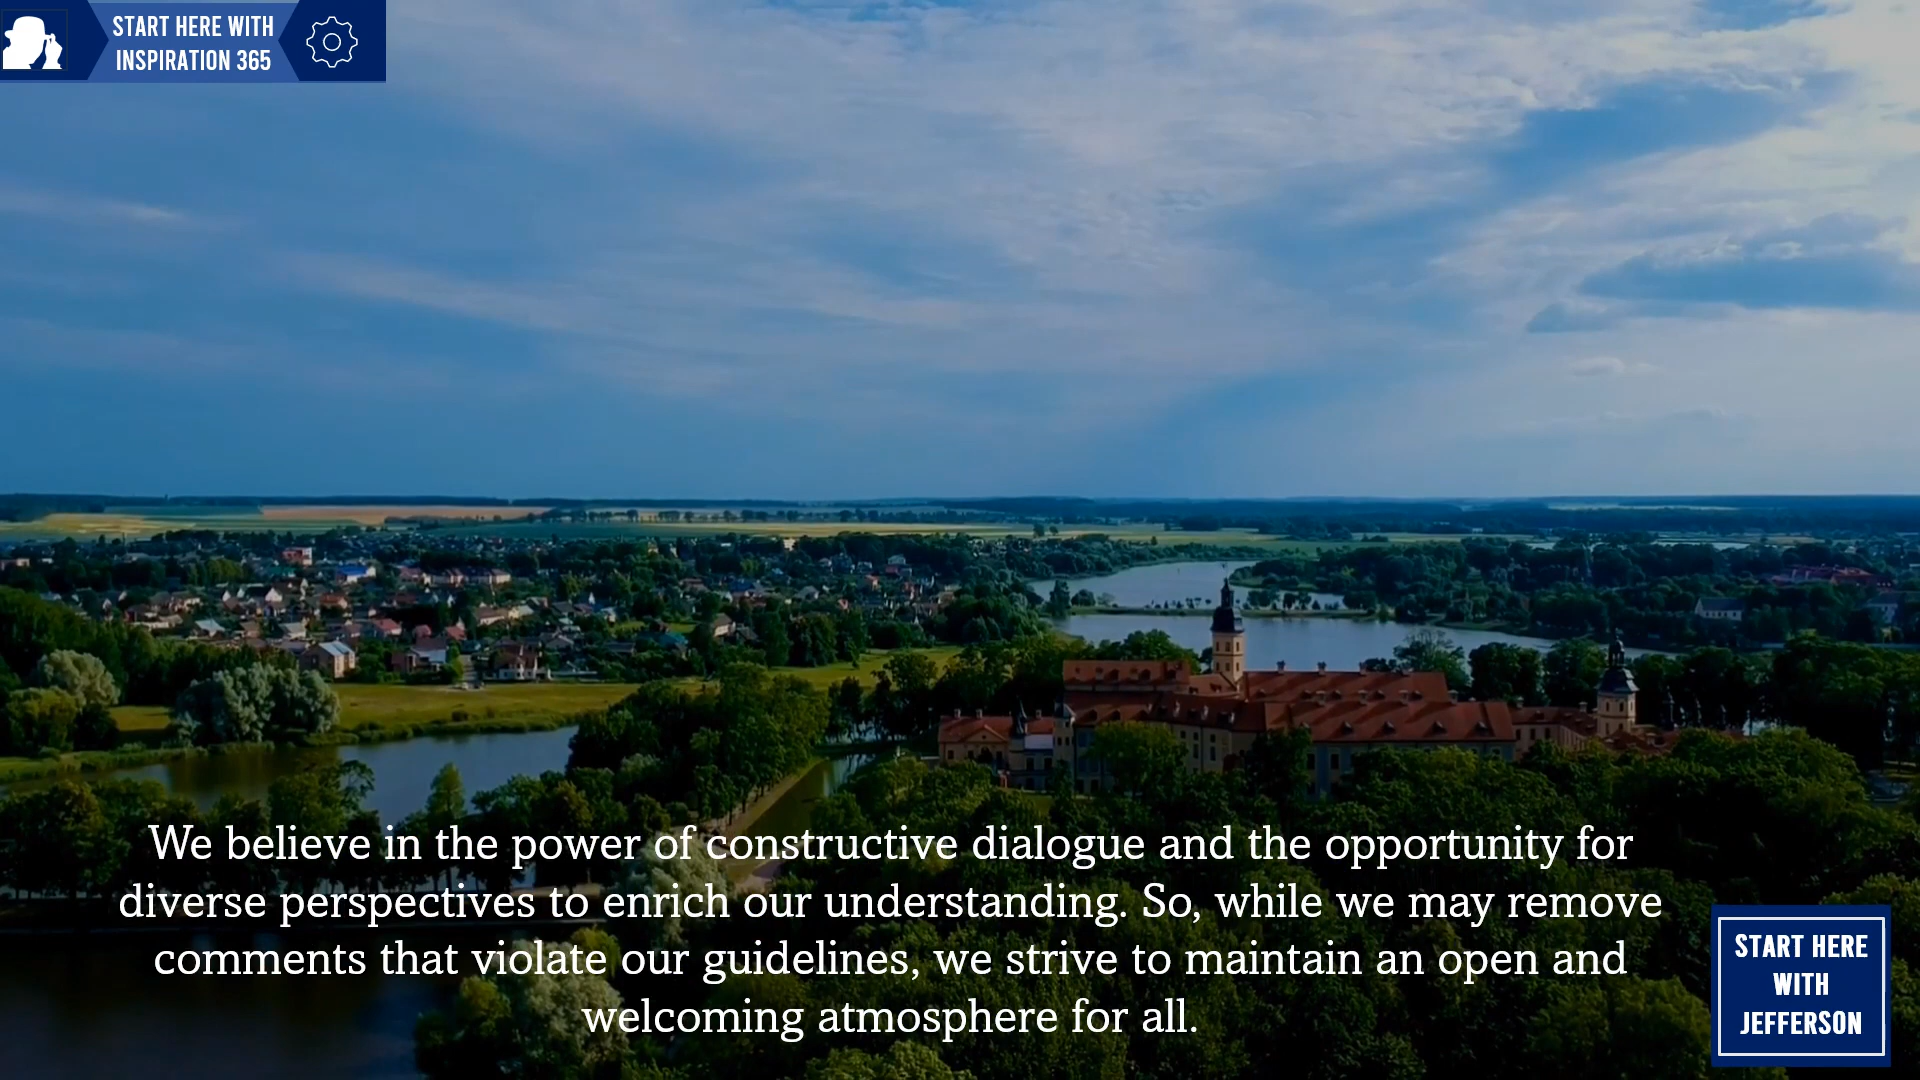 START HERE WITH
INSPIRATION 365
We believe in the power of constructive dialogue and the opportunity for
diverse perspectives to enrich our understanding. So, while we may remove
comments that violate our guidelines, we strive to maintain an open and
welcoming atmosphere for all.
START HERE
WITH
JEFFERSON